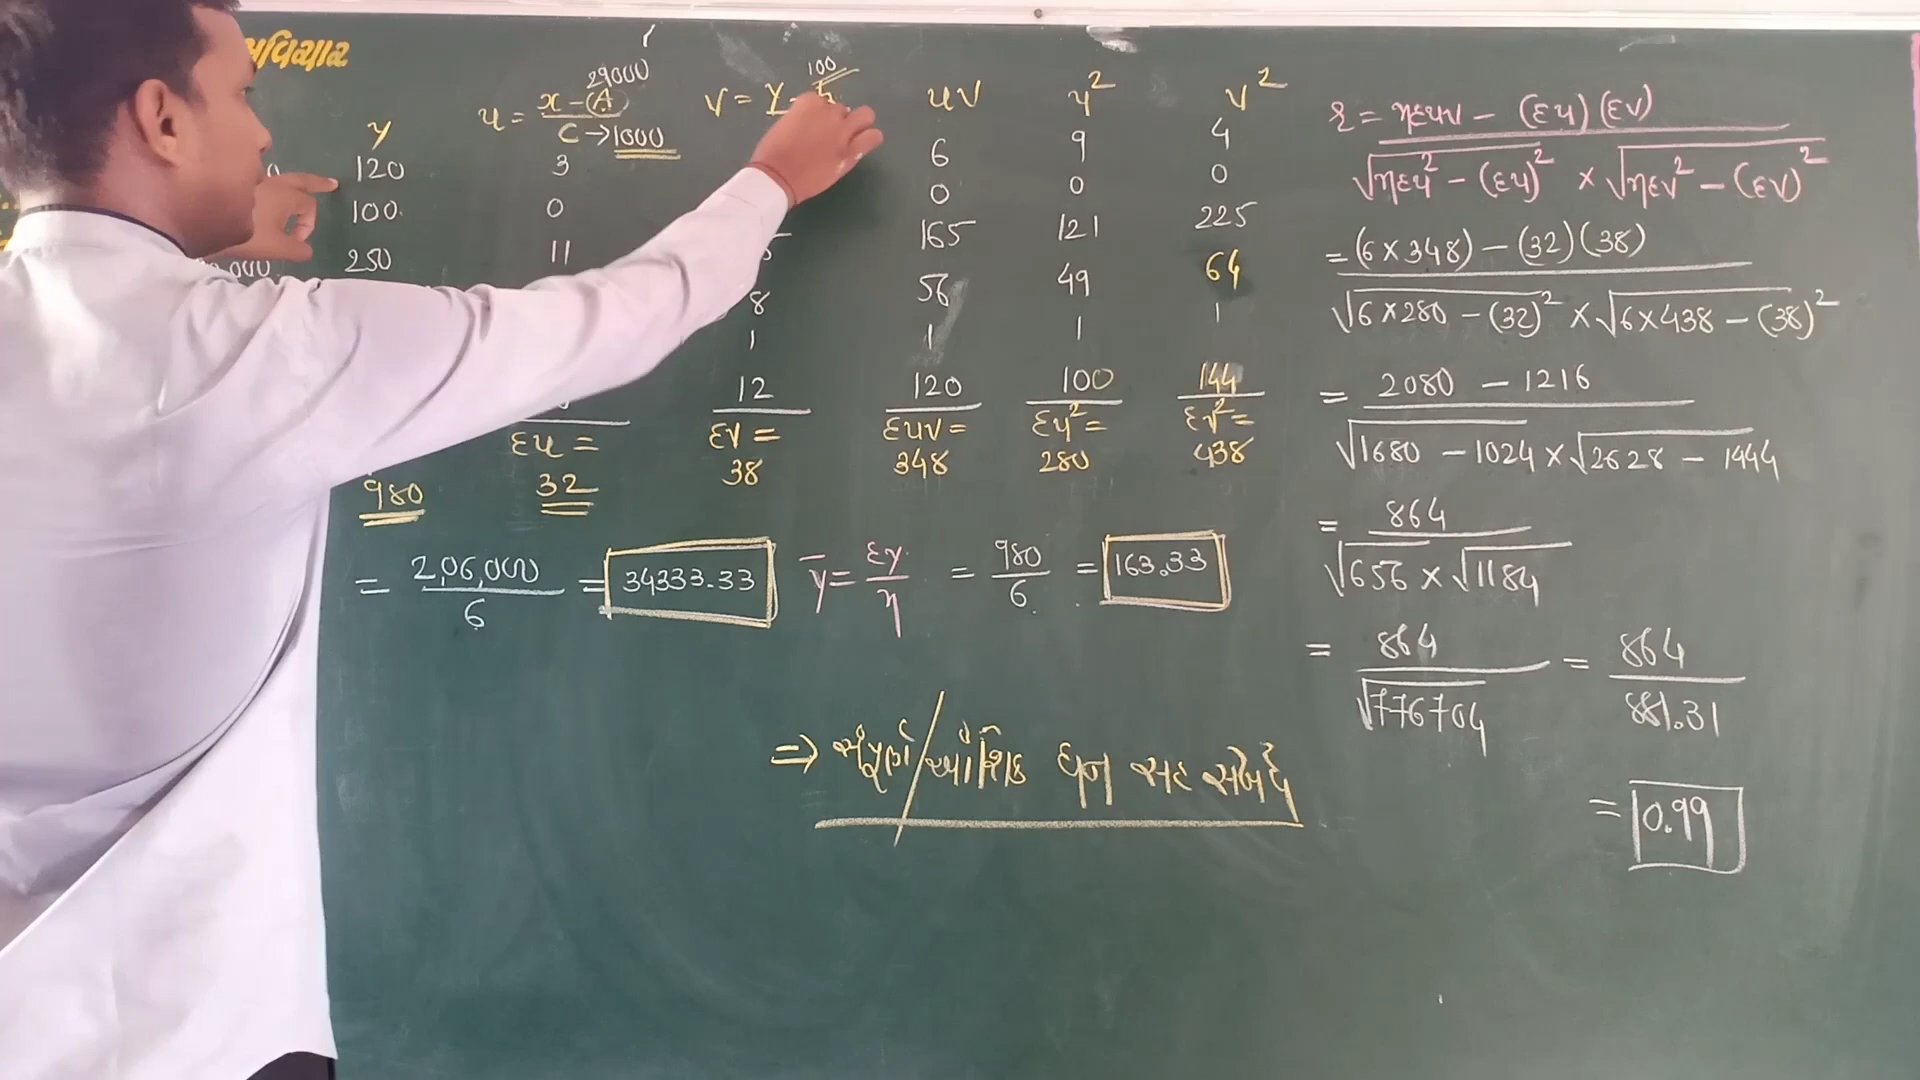 y u = x - A 29000 / C → 1000 v = y - 100 uv u² v²
120 3 6 9 4
100 0 0 0 0
250 11 165 121 225
8 56 49 64
1 1 1 1
12 120 100 144
Σu = 32 Σv = 38 Σuv = 348 Σu² = 280 Σv² = 438
980
= 2,06,000 / 6 = 34333.33 ȳ = Σy / n = 980 / 6 = 163.33
r = nΣuv - (Σu)(Σv) / √nΣu² - (Σu)² × √nΣv² - (Σv)²
= (6×348) - (32)(38) / √6×280 - (32)² × √6×438 - (38)²
= 2080 - 1216 / √1680 - 1024 × √2628 - 1444
= 864 / √656 × √1184
= 864 / √776704 = 864 / 881.31
= 0.99
⇒ સંપૂર્ણ / આંશિક ધન સહ સંબંધ